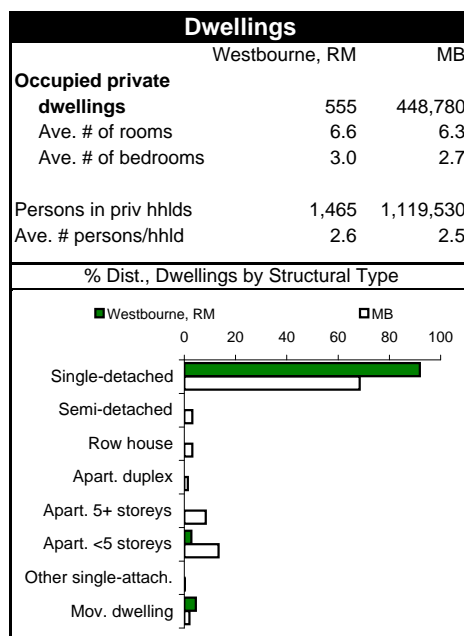 Dwellings
Westbourne, RM MB
Occupied private
dwellings 555 448,780
Ave. # of rooms 6.6 6.3
Ave. # of bedrooms 3.0 2.7
Persons in priv hhlds 1,465 1,119,530
Ave. # persons/hhld 2.6 2.5
% Dist., Dwellings by Structural Type
Westbourne, RM MB
0 20 40 60 80 100
Single-detached
Semi-detached
Row house
Apart. duplex
Apart. 5+ storeys
Apart. <5 storeys
Other single-attach.
Mov. dwelling